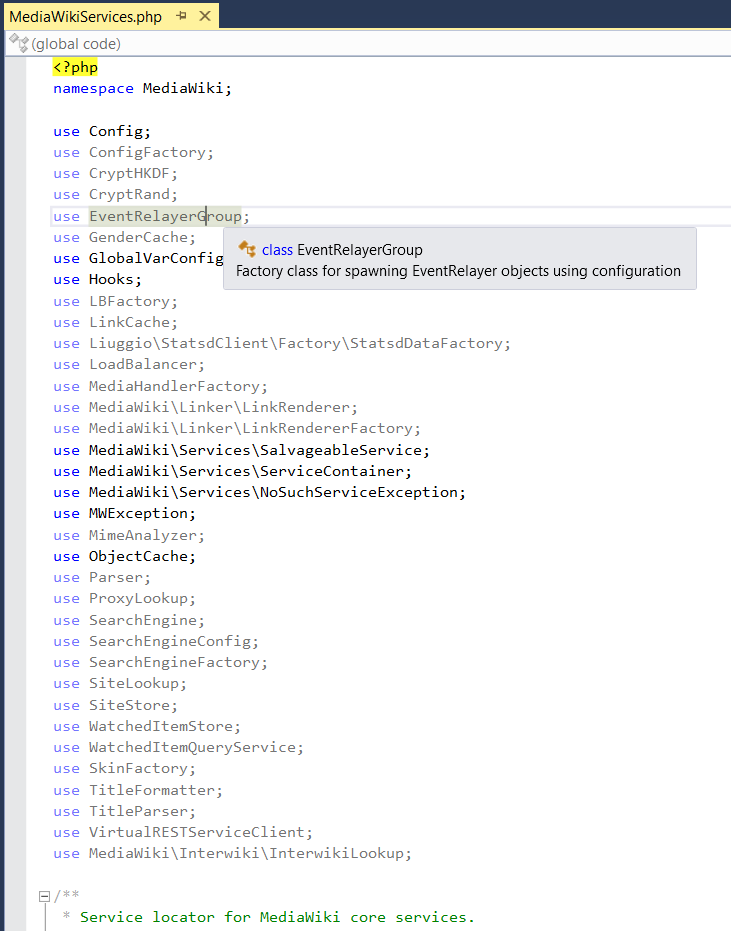 MediaWikiServices.php
(global code)
<?php
namespace MediaWiki;
use Config;
use ConfigFactory;
use CryptHKDF;
use CryptRand;
use EventRelayerGroup;
use GenderCache;
class EventRelayerGroup
use GlobalVarConfig
Factory class for spawning EventRelayer objects using configuration
use Hooks;
use LBFactory;
use LinkCache;
use Liuggio\StatsdClient\Factory\StatsdDataFactory;
use LoadBalancer;
use MediaHandlerFactory;
use MediaWiki\Linker\LinkRenderer;
use MediaWiki\Linker\LinkRendererFactory;
use MediaWiki\Services\SalvageableService;
use MediaWiki\Services\ServiceContainer;
use MediaWiki\Services\NoSuchServiceException;
use MWException;
use MimeAnalyzer;
use ObjectCache;
use Parser;
use ProxyLookup;
use SearchEngine;
use SearchEngineConfig;
use SearchEngineFactory;
use SiteLookup;
use SiteStore;
use WatchedItemStore;
use WatchedItemQueryService;
use SkinFactory;
use TitleFormatter;
use TitleParser;
use VirtualRESTServiceClient;
use MediaWiki\Interwiki\InterwikiLookup;
/**
* Service locator for MediaWiki core services.